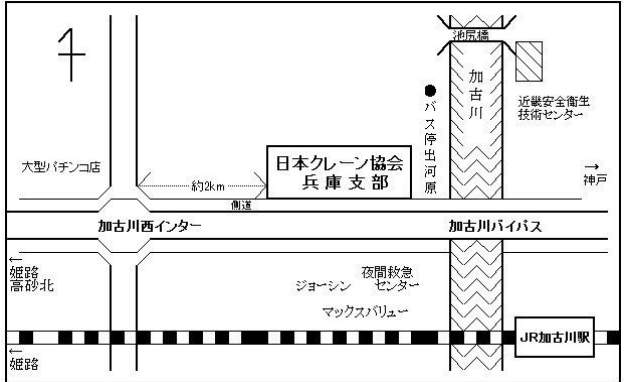 池尻橋
加古川
近畿安全衛生
技術センター
●バス停出河原
大型パチンコ店
約2km
日本クレーン協会
兵庫支部
→
神戸
側道
加古川西インター
加古川バイパス
←
姫路
高砂北
夜間救急
センター
ジョーシン
マックスバリュー
JR加古川駅
←
姫路